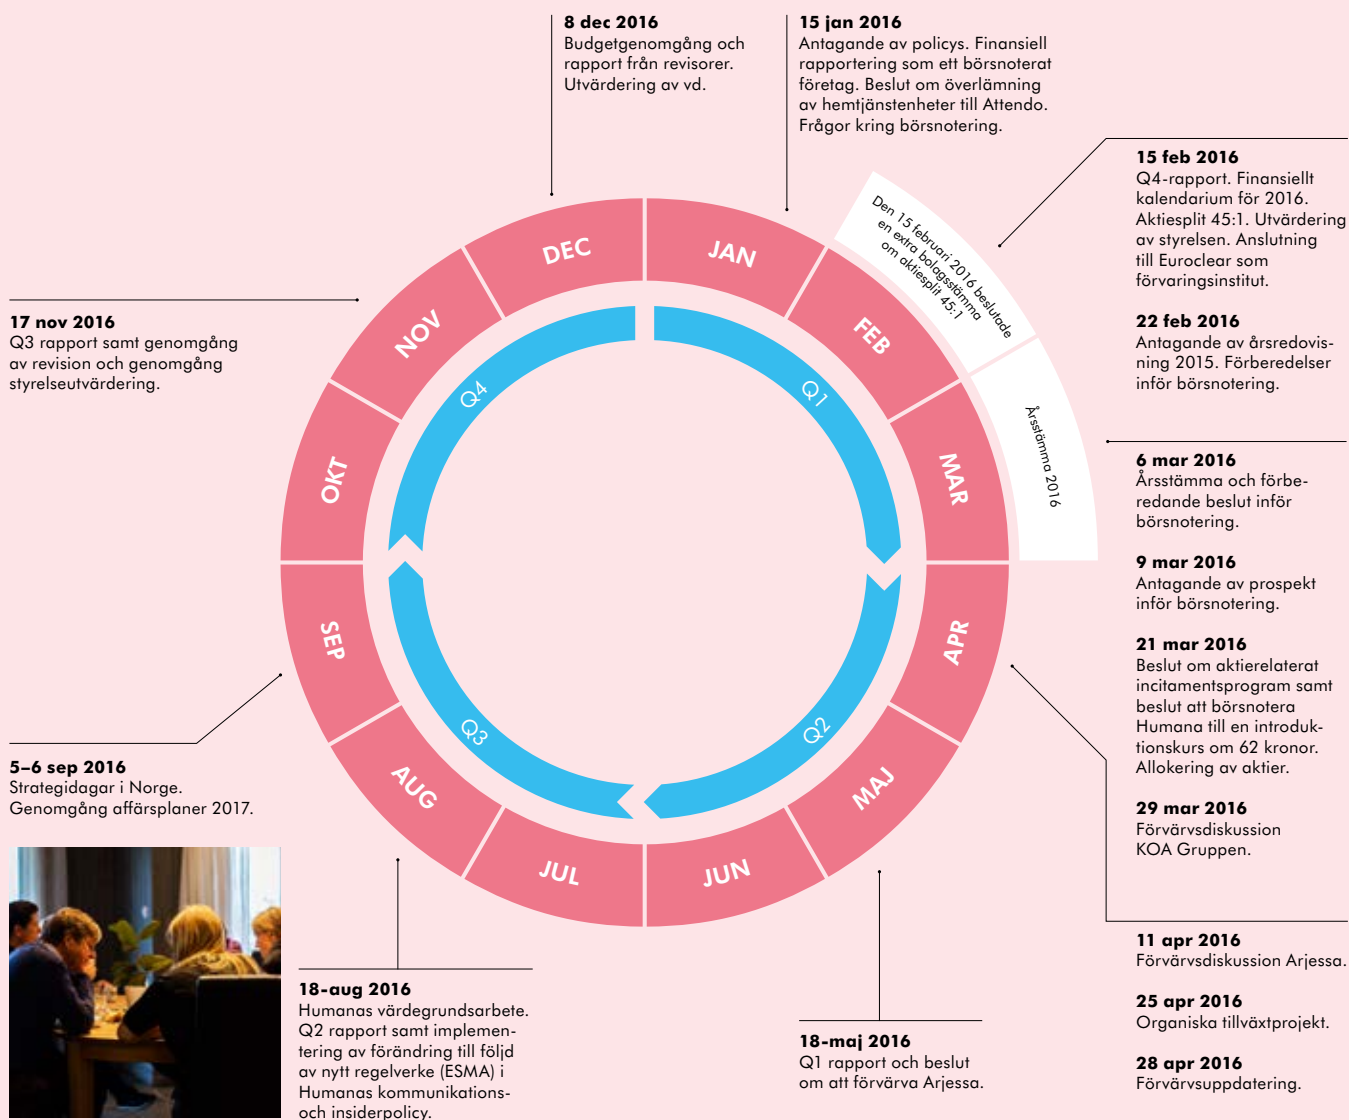 8 dec 2016
Budgetgenomgång och
rapport från revisorer.
Utvärdering av vd.
15 jan 2016
Antagande av policys. Finansiell
rapportering som ett börsnoterat
företag. Beslut om överlämning
av hemtjänstenheter till Attendo.
Frågor kring börsnotering.
15 feb 2016
Q4-rapport. Finansiellt
kalendarium för 2016.
Aktiesplit 45:1. Utvärdering
av styrelsen. Anslutning
till Euroclear som
förvaringsinstitut.
22 feb 2016
Antagande av årsredovis-
ning 2015. Förberedelser
inför börsnotering.
6 mar 2016
Årsstämma och förbe-
redande beslut inför
börsnotering.
9 mar 2016
Antagande av prospekt
inför börsnotering.
21 mar 2016
Beslut om aktierelaterat
incitamentsprogram samt
beslut att börsnotera
Humana till en introduk-
tionskurs om 62 kronor.
Allokering av aktier.
29 mar 2016
Förvärvsdiskussion
KOA Gruppen.
11 apr 2016
Förvärvsdiskussion Arjessa.
25 apr 2016
Organiska tillväxtprojekt.
28 apr 2016
Förvärvsuppdatering.
18-maj 2016
Q1 rapport och beslut
om att förvärva Arjessa.
18-aug 2016
Humanas värdegrundsarbete.
Q2 rapport samt implemen-
tering av förändring till följd
av nytt regelverke (ESMA) i
Humanas kommunikations-
och insiderpolicy.
5–6 sep 2016
Strategidagar i Norge.
Genomgång affärsplaner 2017.
17 nov 2016
Q3 rapport samt genomgång
av revision och genomgång
styrelseutvärdering.
JAN
FEB
MAR
APR
MAJ
JUN
JUL
AUG
SEP
OKT
NOV
DEC
Q1
Q2
Q3
Q4
Den 15 februari 2016 beslutade
en extra bolagsstämma
om aktiesplit 45:1
Årsstämma 2016